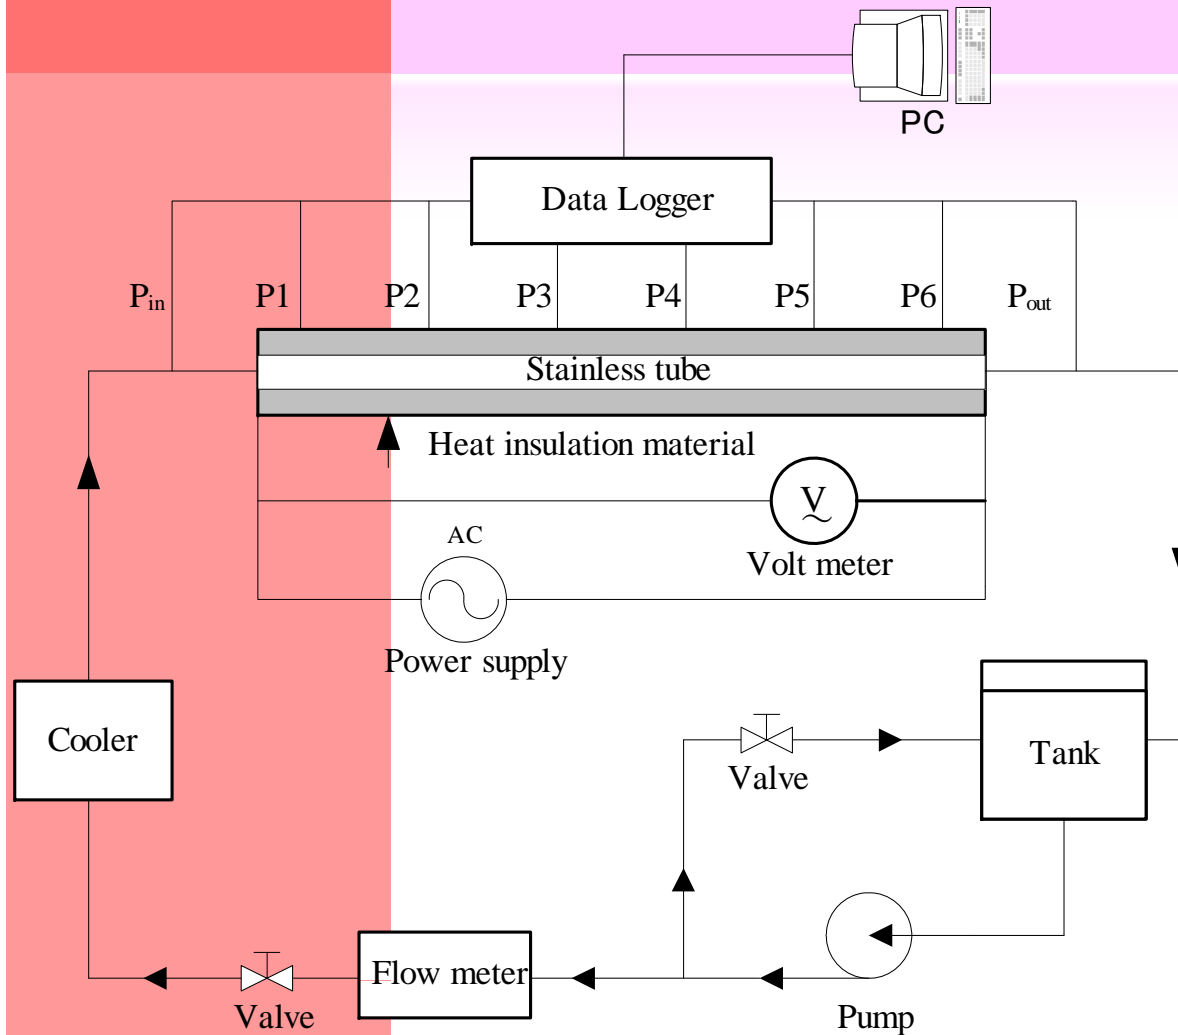 PC
Data Logger
Pin P1 P2 P3 P4 P5 P6 Pout
Stainless tube
Heat insulation material
V
~
AC
Volt meter
Power supply
Cooler
Tank
Valve
Flow meter
Valve
Pump